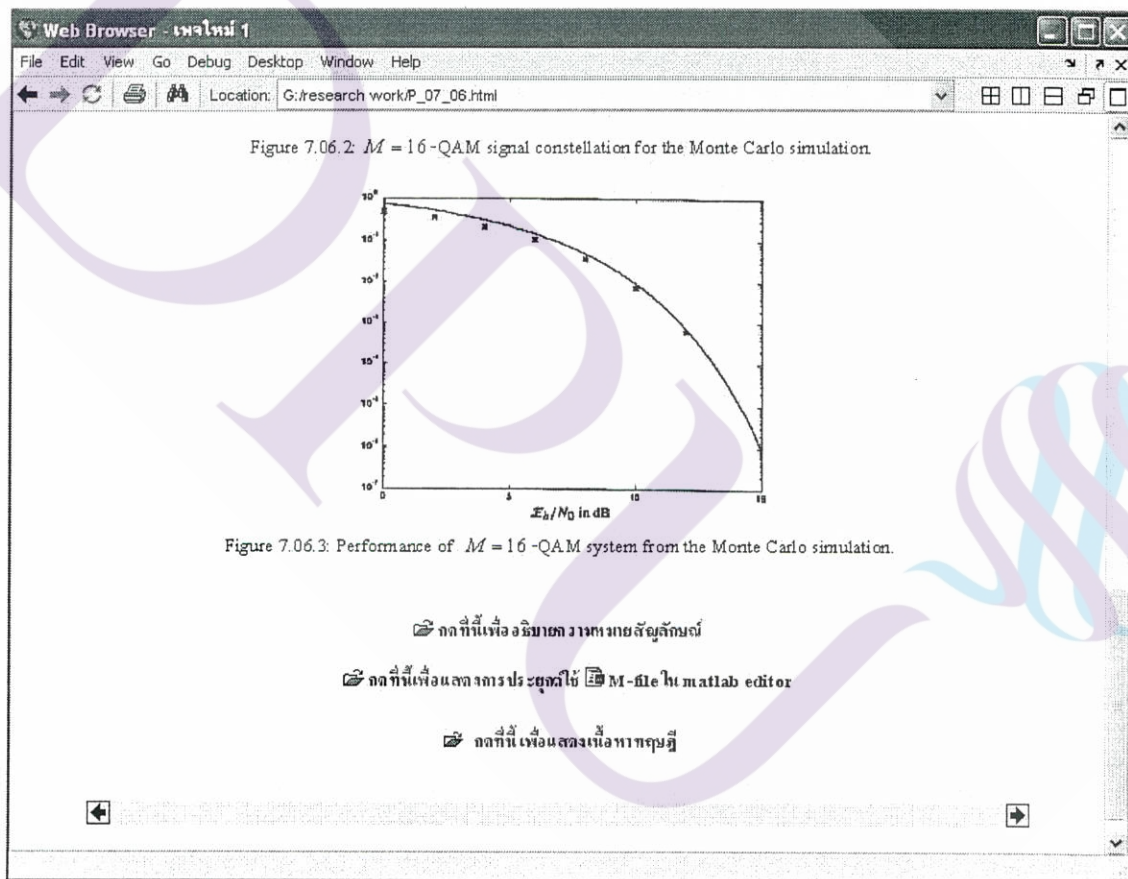 Web Browser - เพจใหม่ 1
File Edit View Go Debug Desktop Window Help
Location: G:/research work/P_07_06.html
Figure 7.06.2: M = 16 -QAM signal constellation for the Monte Carlo simulation.
10⁰
10⁻¹
10⁻²
10⁻³
10⁻⁴
10⁻⁵
10⁻⁶
10⁻⁷
0 5 10 15
ℰb/N0 in dB
Figure 7.06.3: Performance of M = 16 -QAM system from the Monte Carlo simulation.
กดที่นี้เพื่ออธิบายความหมายสัญลักษณ์
กดที่นี้เพื่อแสดงการประยุกต์ใช้ M-file ใน matlab editor
กดที่นี้ เพื่อแสดงเนื้อหาทฤษฎี
DPU